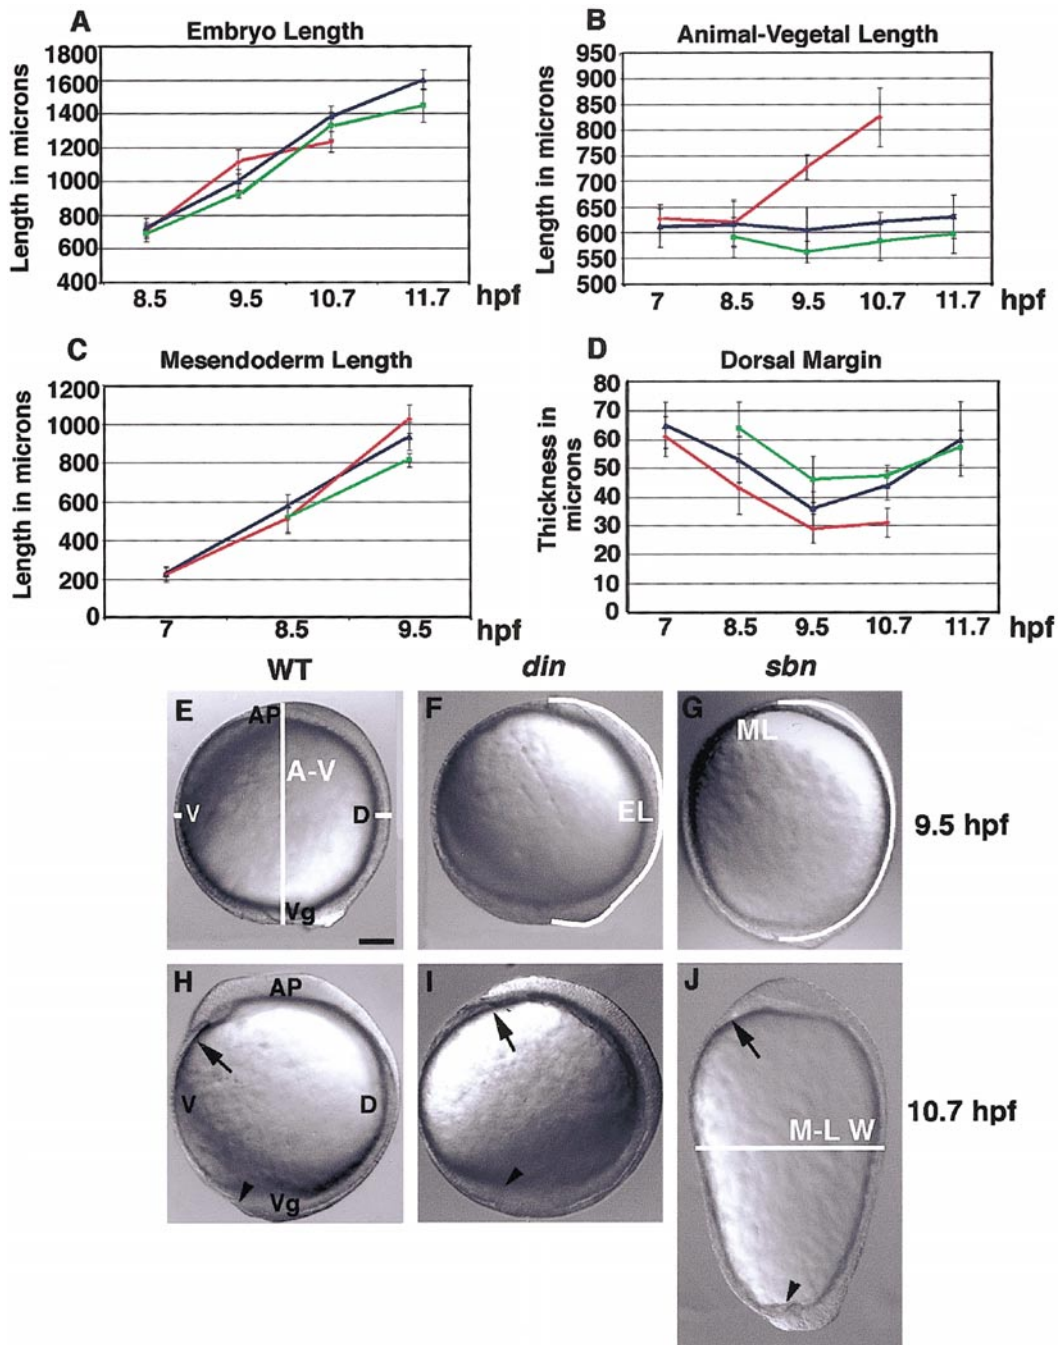 A
Embryo Length
1800
1600
1400
1200
1000
800
600
400
Length in microns
8.5 9.5 10.7 11.7 hpf
B
Animal-Vegetal Length
950
900
850
800
750
700
650
600
550
500
Length in microns
7 8.5 9.5 10.7 11.7 hpf
C
Mesendoderm Length
1200
1000
800
600
400
200
0
Length in microns
7 8.5 9.5 hpf
D
Dorsal Margin
80
70
60
50
40
30
20
10
0
Thickness in
microns
7 8.5 9.5 10.7 11.7 hpf
WT din sbn
E
AP
A-V
V
D
Vg
F
EL
G
ML
9.5 hpf
H
AP
V
D
Vg
I
J
M-L W
10.7 hpf